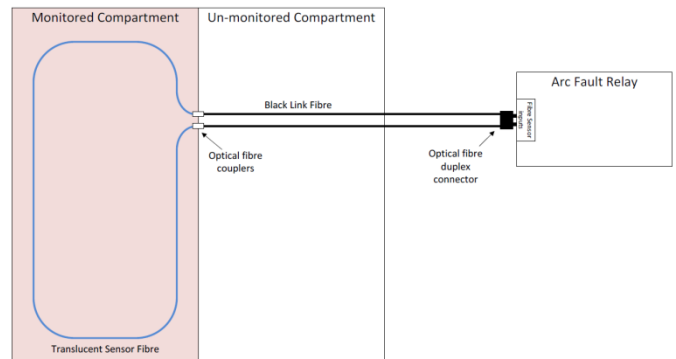 Monitored Compartment
Un-monitored Compartment
Arc Fault Relay
Black Link Fibre
Fibre Sensor
Inputs
Optical fibre
couplers
Optical fibre
duplex
connector
Translucent Sensor Fibre